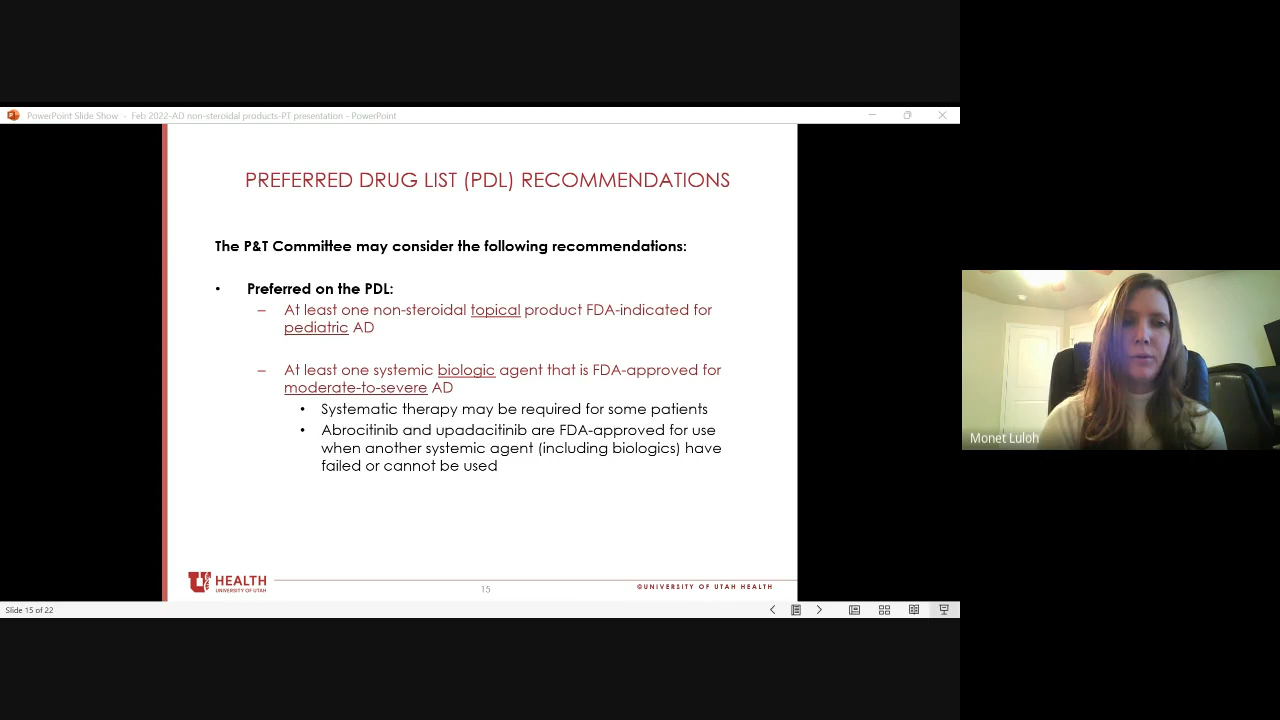 PowerPoint Slide Show - Feb 2022-AD non-steroidal products-PT presentation - PowerPoint
PREFERRED DRUG LIST (PDL) RECOMMENDATIONS
The P&T Committee may consider the following recommendations:
• Preferred on the PDL:
– At least one non-steroidal topical product FDA-indicated for
pediatric AD
– At least one systemic biologic agent that is FDA-approved for
moderate-to-severe AD
• Systematic therapy may be required for some patients
• Abrocitinib and upadacitinib are FDA-approved for use
when another systemic agent (including biologics) have
failed or cannot be used
Monet Luloh
U HEALTH
UNIVERSITY OF UTAH
15
©UNIVERSITY OF UTAH HEALTH
Slide 15 of 22